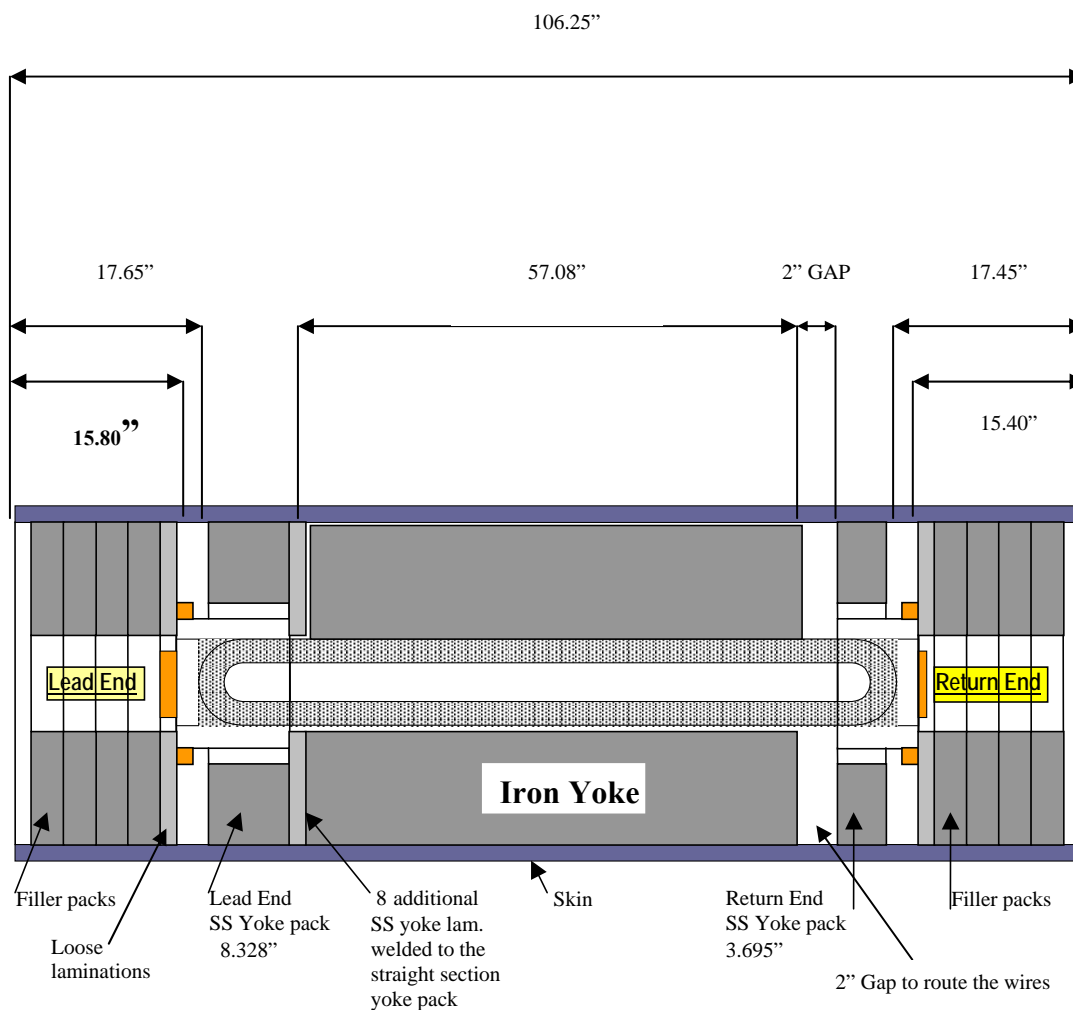 106.25”
17.65”
57.08”
2” GAP
17.45”
15.80”
15.40”
Lead End
Return End
Iron Yoke
Filler packs
Loose
laminations
Lead End
SS Yoke pack
8.328”
8 additional
SS yoke lam.
welded to the
straight section
yoke pack
Skin
Return End
SS Yoke pack
3.695”
Filler packs
2” Gap to route the wires